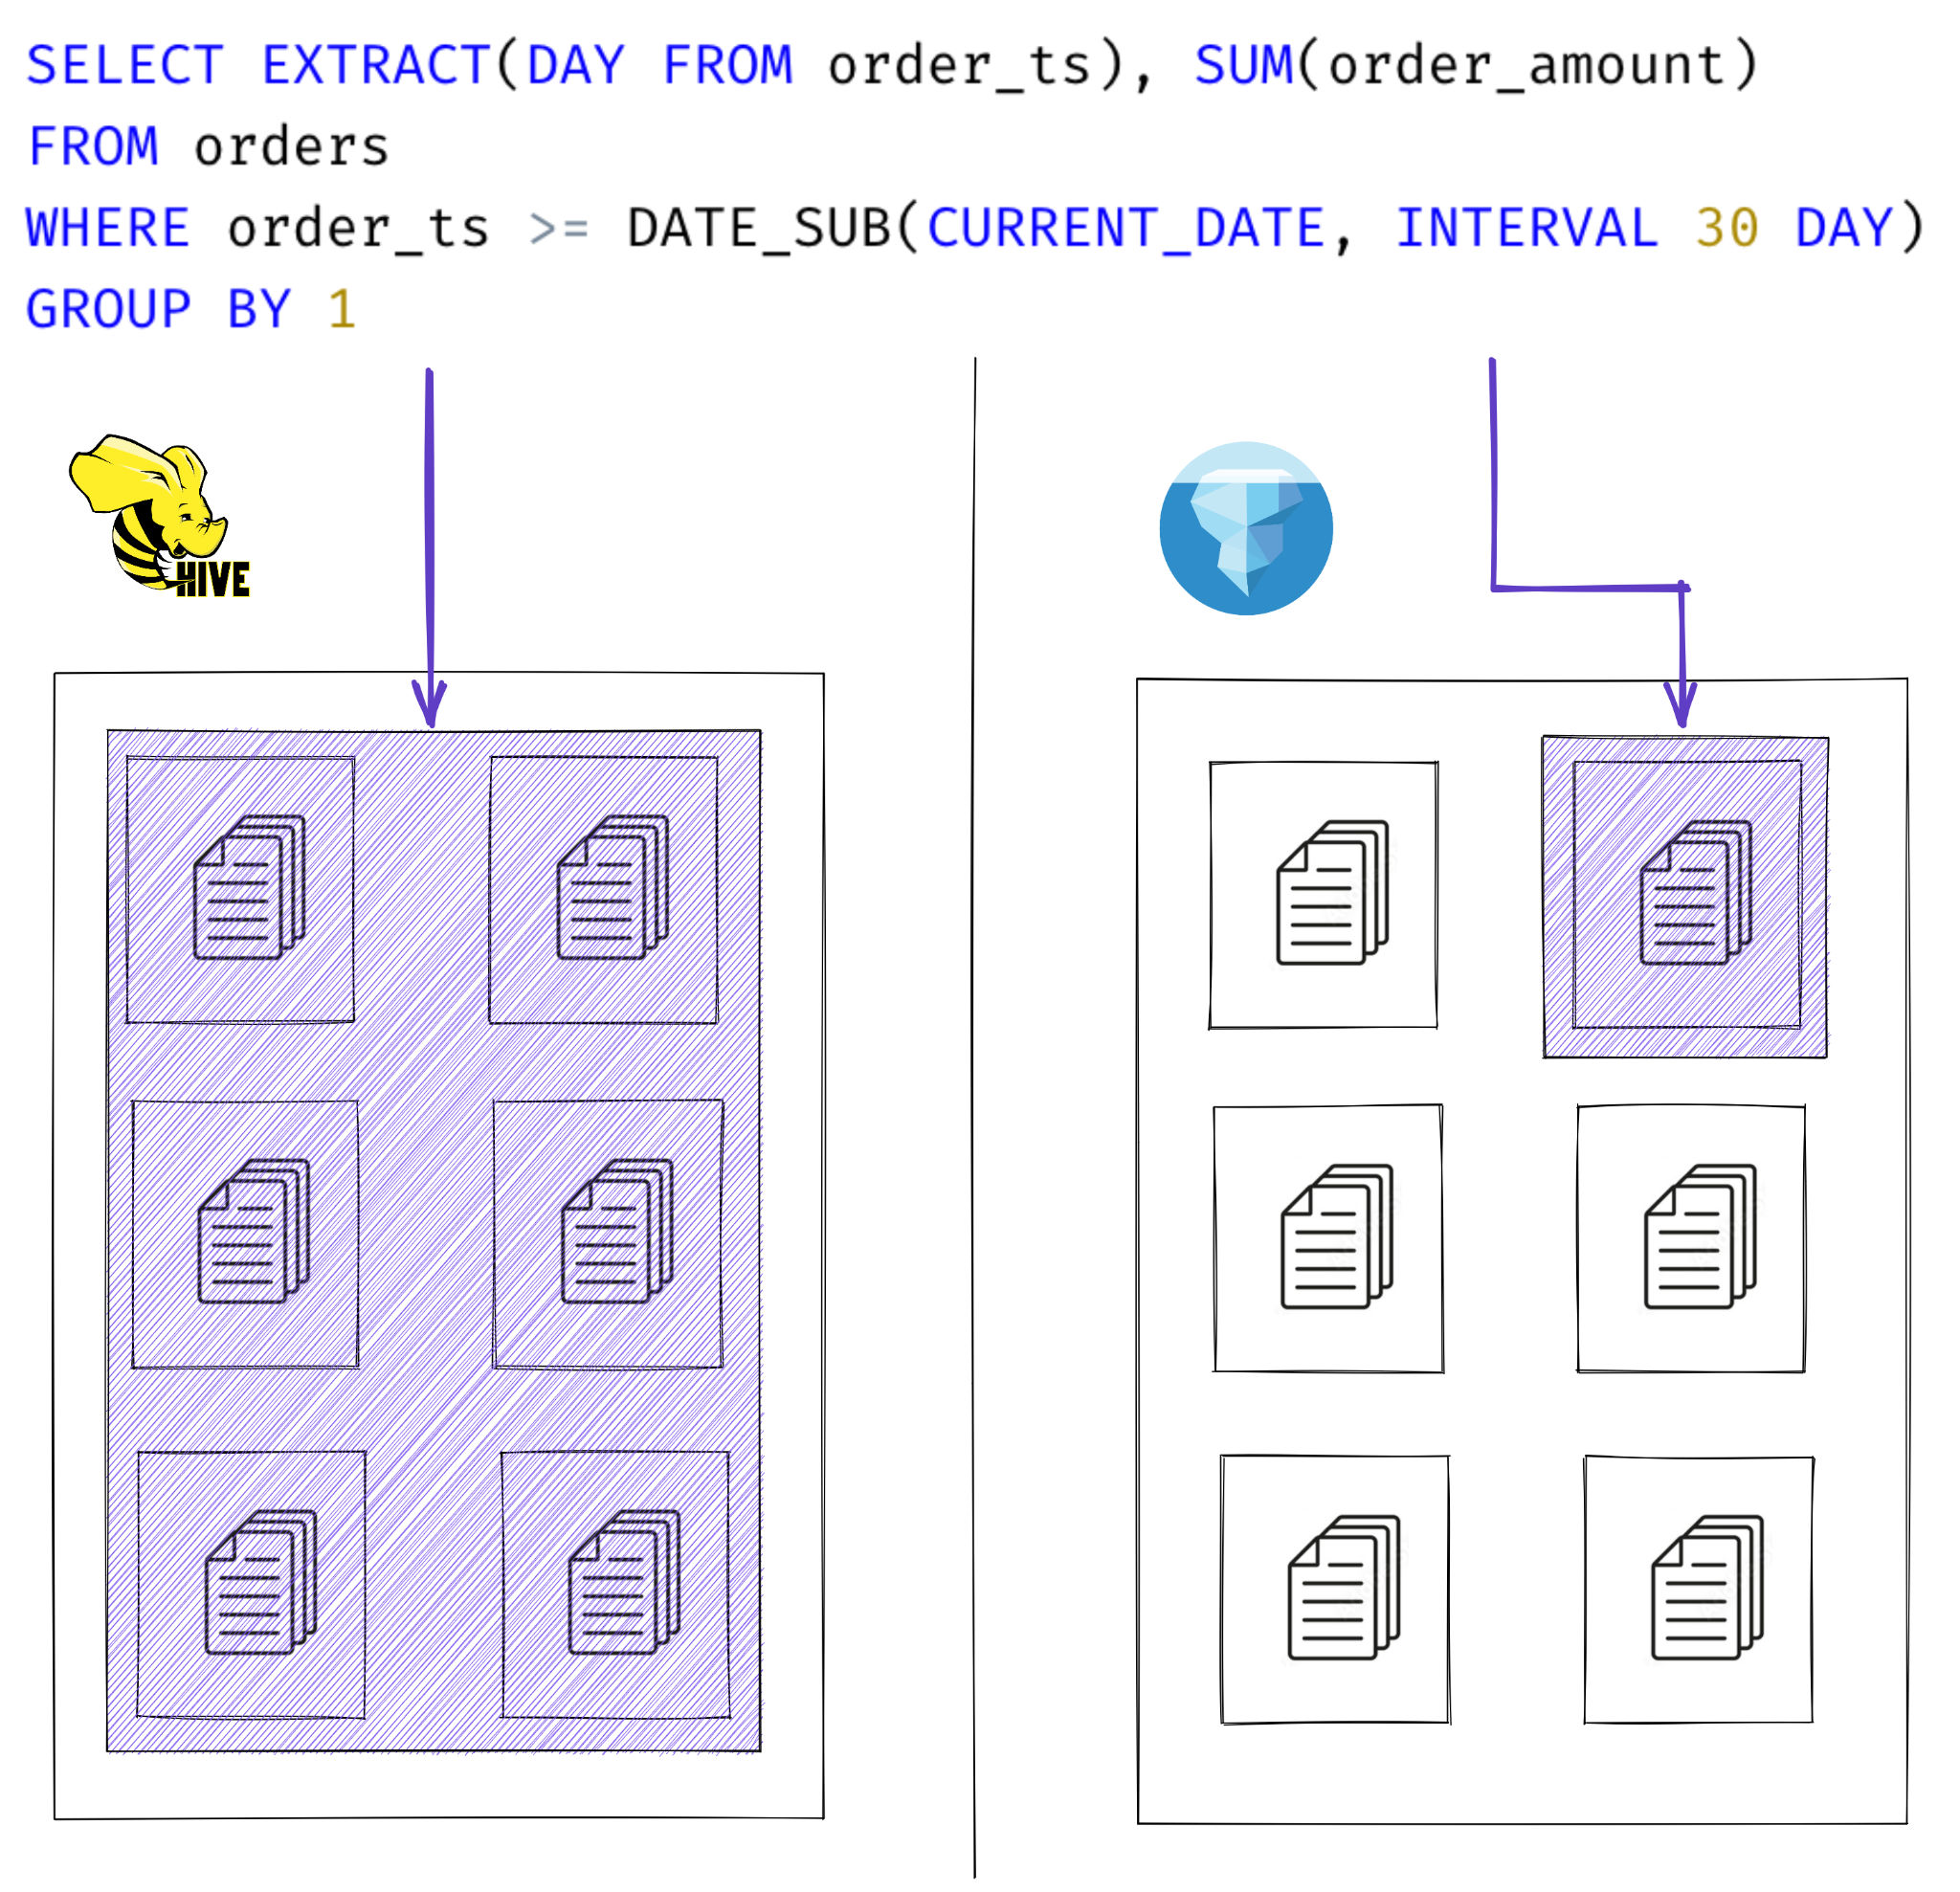 SELECT EXTRACT(DAY FROM order_ts), SUM(order_amount)
FROM orders
WHERE order_ts >= DATE_SUB(CURRENT_DATE, INTERVAL 30 DAY)
GROUP BY 1
HIVE